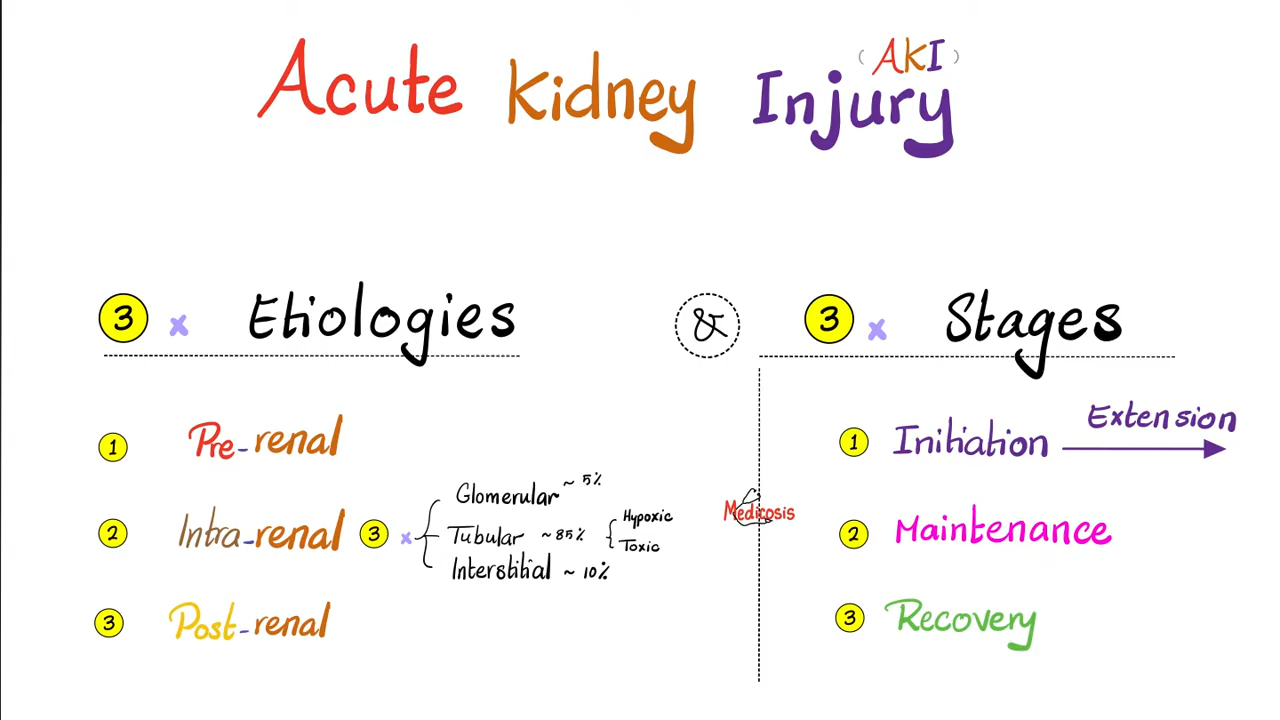 Acute Kidney Injury (AKI)
3 x Etiologies & 3 x Stages
1 Pre-renal
2 Intra-renal 3 x
Glomerular ~ 5%
Tubular ~ 85%
Hypoxic
Toxic
Interstitial ~ 10%
3 Post-renal
Medicosis
1 Initiation Extension
2 Maintenance
3 Recovery